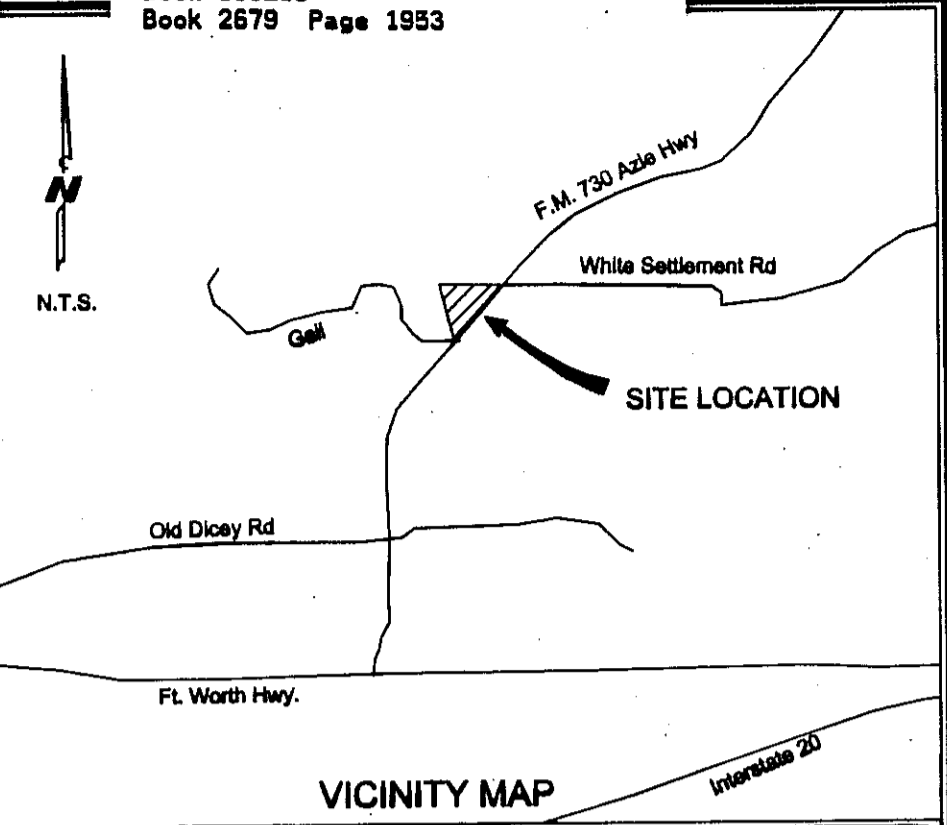 Book 2679 Page 1953
N
N.T.S.
F.M. 730 Azle Hwy
White Settlement Rd
Gail
SITE LOCATION
Old Dicey Rd
Ft. Worth Hwy.
Interstate 20
VICINITY MAP